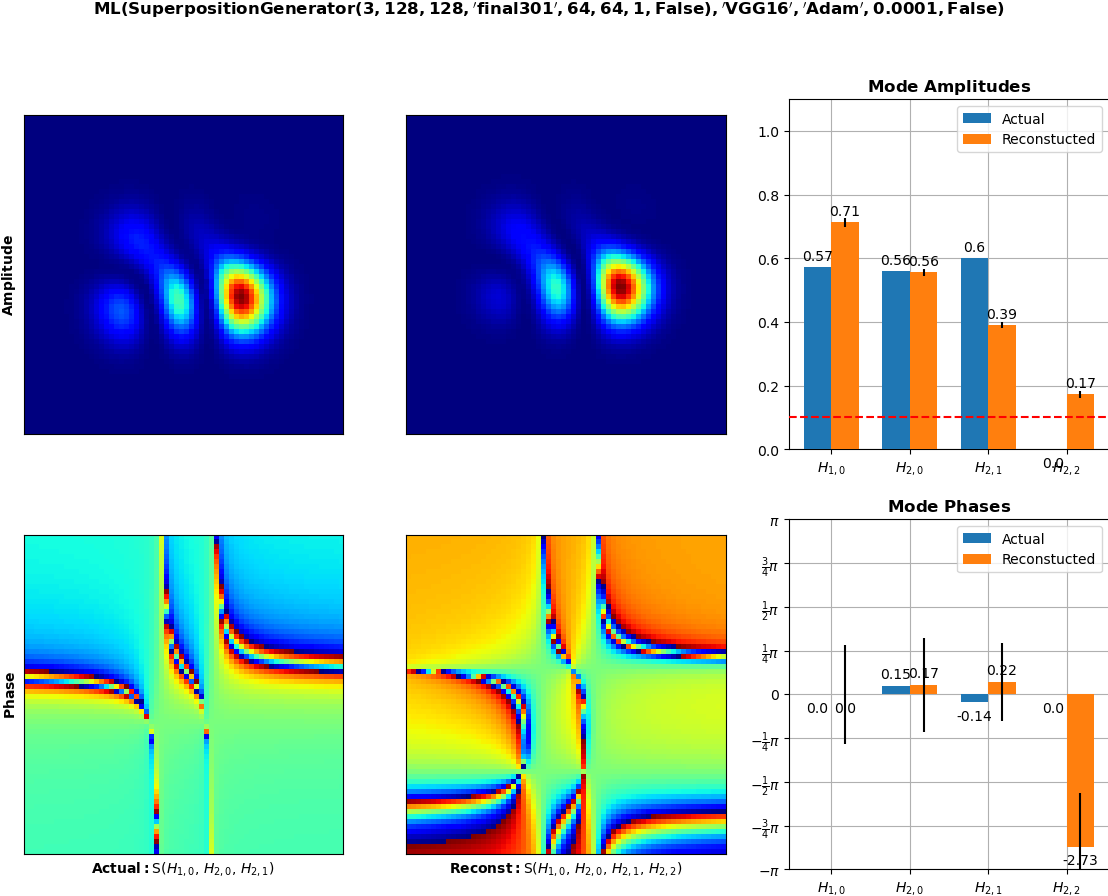 ML(SuperpositionGenerator(3, 128, 128, 'final301', 64, 64, 1, False), 'VGG16', 'Adam', 0.0001, False)
Amplitude
Mode Amplitudes
Actual
Reconstucted
1.0
0.8
0.6
0.4
0.2
0.0
0.57
0.71
0.56
0.56
0.6
0.39
0.0
0.17
H1,0
H2,0
H2,1
H2,2
Phase
Actual: S(H1,0, H2,0, H2,1)
Reconst: S(H1,0, H2,0, H2,1, H2,2)
Mode Phases
Actual
Reconstucted
π
3/4π
1/2π
1/4π
0
−1/4π
−1/2π
−3/4π
−π
0.0
0.0
0.15
0.17
-0.14
0.22
0.0
-2.73
H1,0
H2,0
H2,1
H2,2